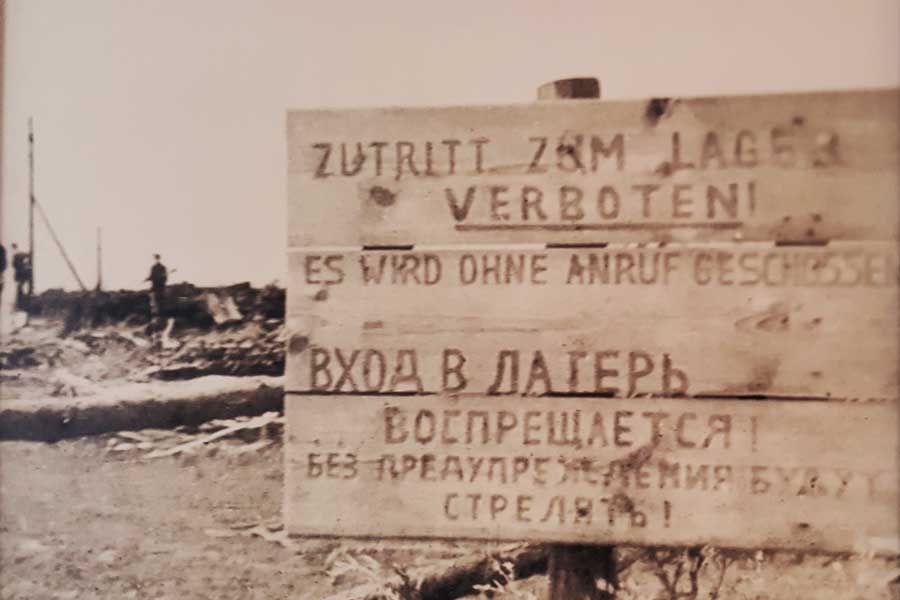 ZUTRITT ZUM LAGER
VERBOTEN!
ES WIRD OHNE ANRUF GESCHOSSEN
ВХОД В ЛАГЕРЬ
ВОСПРЕЩАЕТСЯ!
БЕЗ ПРЕДУПРЕЖДЕНИЯ БУДУТ
СТРЕЛЯТЬ!